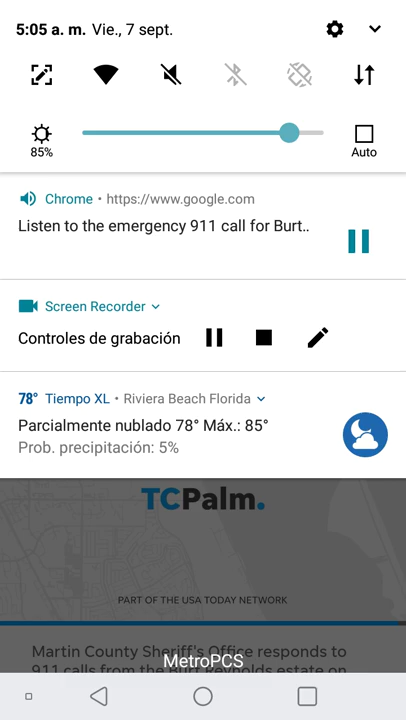 5:05 a. m. Vie., 7 sept.
85%
Auto
Chrome • https://www.google.com
Listen to the emergency 911 call for Burt..
Screen Recorder
Controles de grabación
78° Tiempo XL • Riviera Beach Florida
Parcialmente nublado 78° Máx.: 85°
Prob. precipitación: 5%
TCPalm.
PART OF THE USA TODAY NETWORK
Martin County Sheriff's Office responds to
MetroPCS
911 calls from the Burt Reynolds estate on